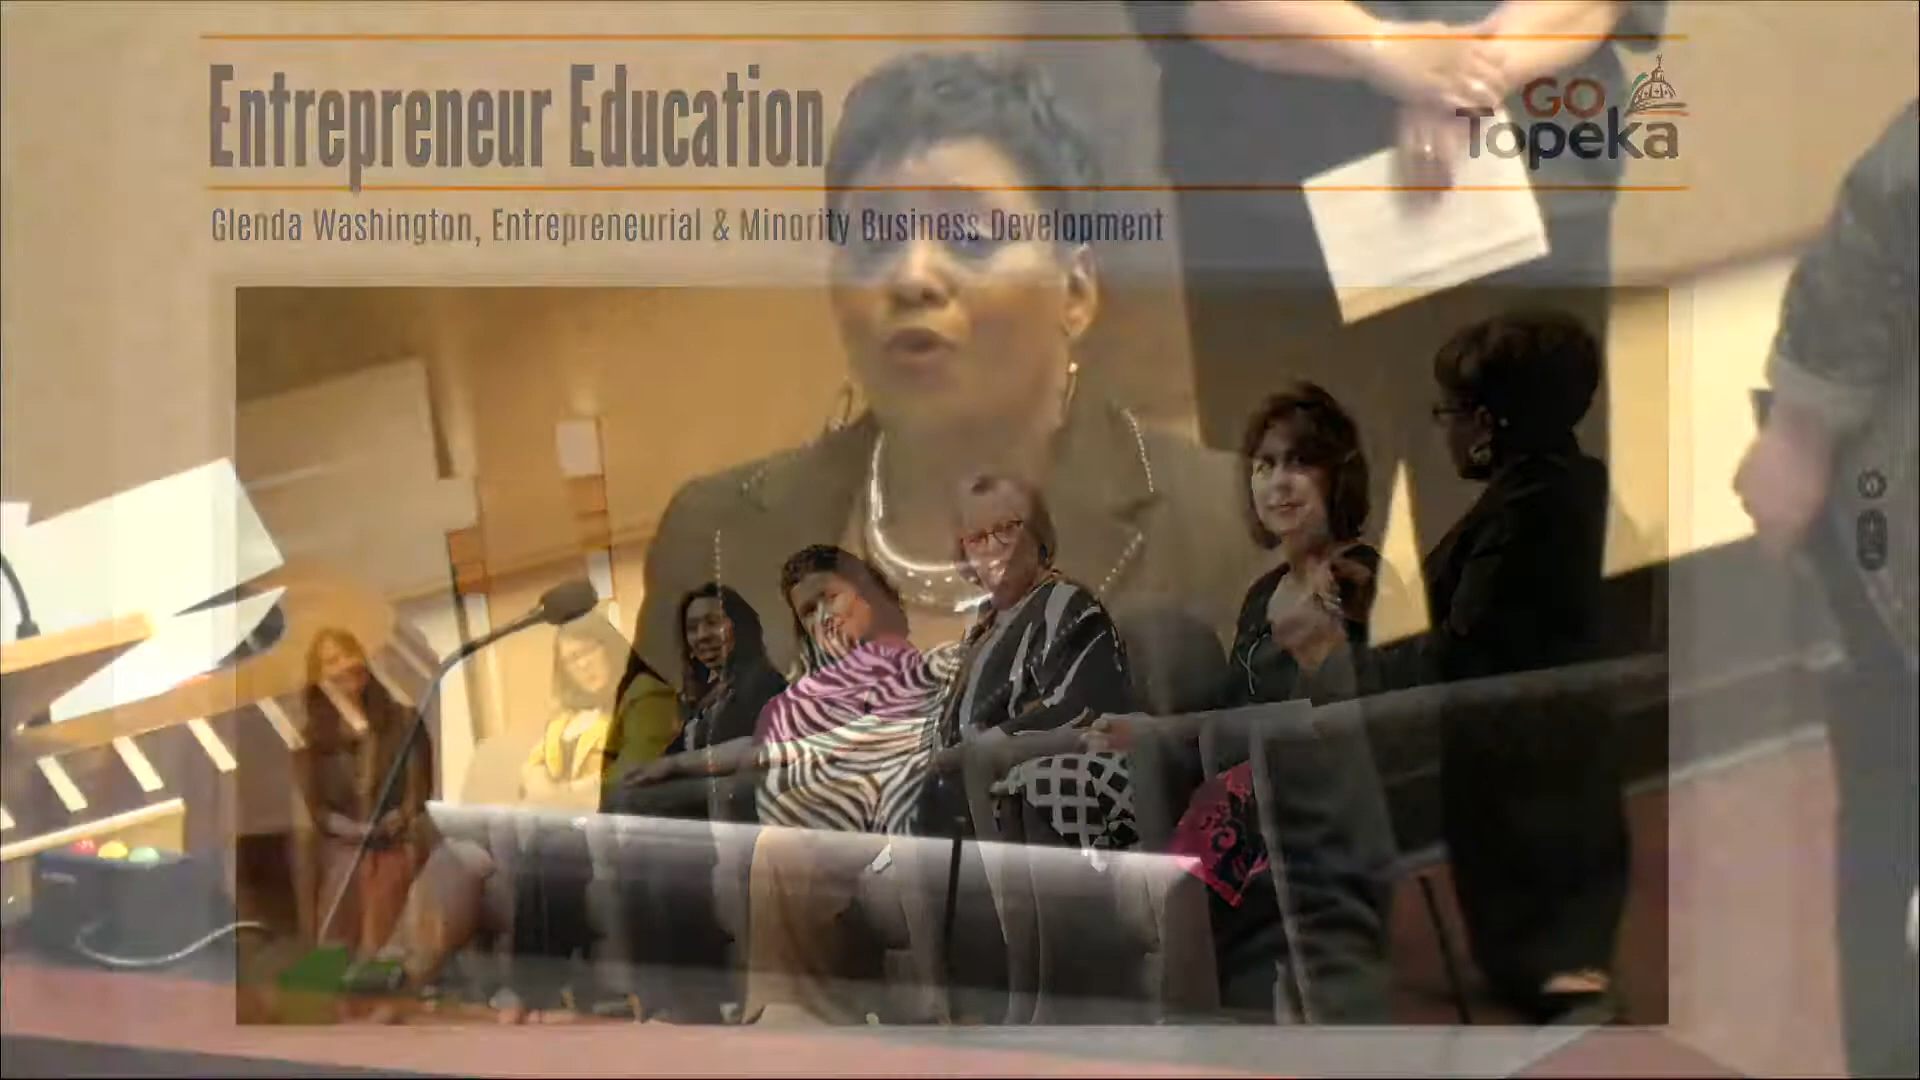 Entrepreneur Education
GO
Topeka
Glenda Washington, Entrepreneurial & Minority Business Development